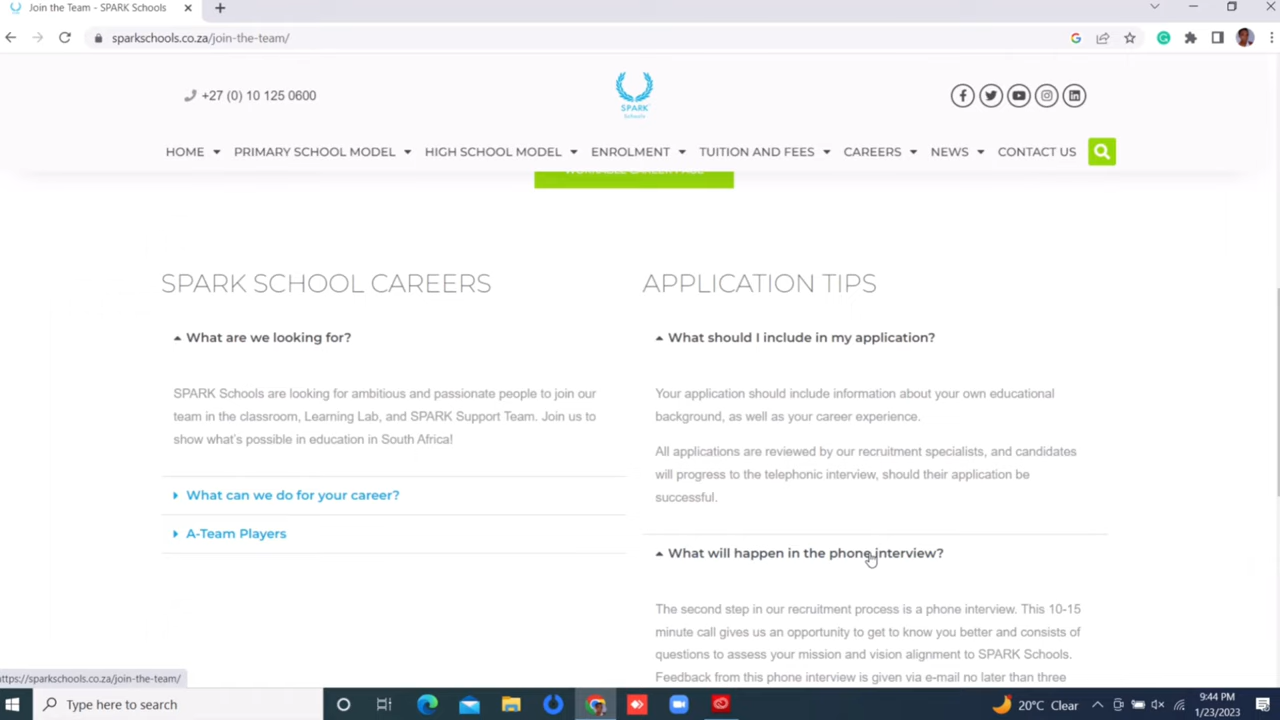 Join the Team - SPARK Schools
sparkschools.co.za/join-the-team/
+27 (0) 10 125 0600
SPARK
Schools
HOME PRIMARY SCHOOL MODEL HIGH SCHOOL MODEL ENROLMENT TUITION AND FEES CAREERS NEWS CONTACT US
SPARK SCHOOL CAREERS
What are we looking for?
SPARK Schools are looking for ambitious and passionate people to join our
team in the classroom, Learning Lab, and SPARK Support Team. Join us to
show what's possible in education in South Africa!
What can we do for your career?
A-Team Players
APPLICATION TIPS
What should I include in my application?
Your application should include information about your own educational
background, as well as your career experience.
All applications are reviewed by our recruitment specialists, and candidates
will progress to the telephonic interview, should their application be
successful.
What will happen in the phone interview?
The second step in our recruitment process is a phone interview. This 10-15
minute call gives us an opportunity to get to know you better and consists of
questions to assess your mission and vision alignment to SPARK Schools.
Feedback from this phone interview is given via e-mail no later than three
https://sparkschools.co.za/join-the-team/
Type here to search
20°C Clear
9:44 PM
1/23/2023